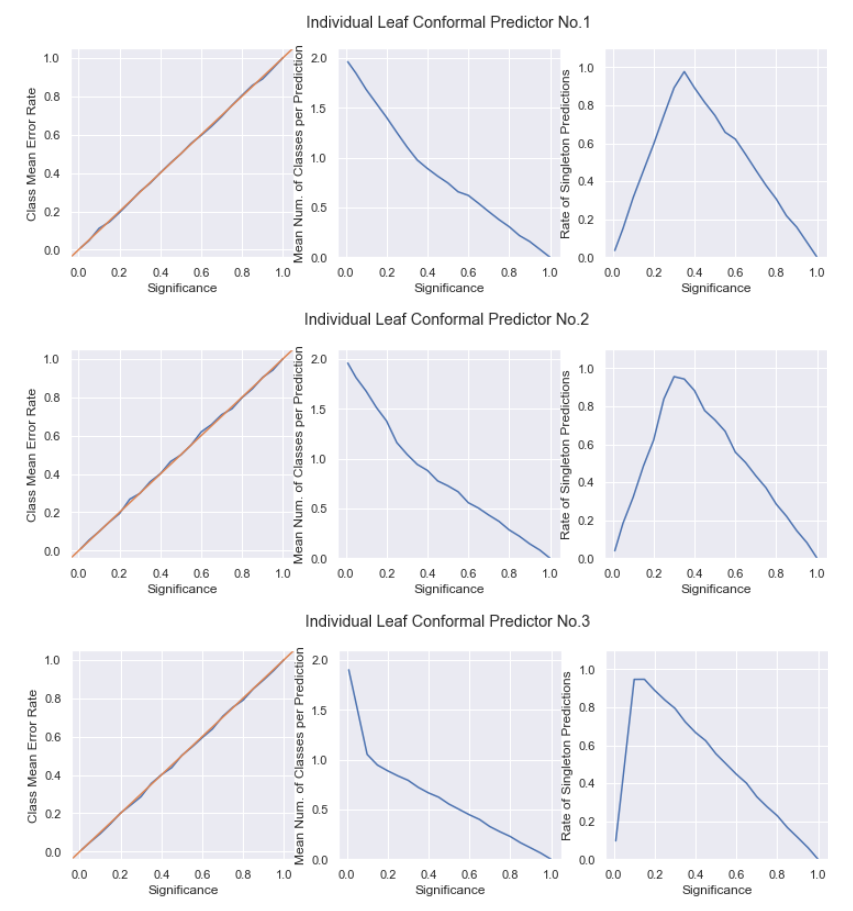 Individual Leaf Conformal Predictor No.1
Class Mean Error Rate
1.0
0.8
0.6
0.4
0.2
0.0
0.0 0.2 0.4 0.6 0.8 1.0
Significance
Mean Num. of Classes per Prediction
2.0
1.5
1.0
0.5
0.0
0.0 0.2 0.4 0.6 0.8 1.0
Significance
Rate of Singleton Predictions
1.0
0.8
0.6
0.4
0.2
0.0
0.0 0.2 0.4 0.6 0.8 1.0
Significance
Individual Leaf Conformal Predictor No.2
Class Mean Error Rate
1.0
0.8
0.6
0.4
0.2
0.0
0.0 0.2 0.4 0.6 0.8 1.0
Significance
Mean Num. of Classes per Prediction
2.0
1.5
1.0
0.5
0.0
0.0 0.2 0.4 0.6 0.8 1.0
Significance
Rate of Singleton Predictions
1.0
0.8
0.6
0.4
0.2
0.0
0.0 0.2 0.4 0.6 0.8 1.0
Significance
Individual Leaf Conformal Predictor No.3
Class Mean Error Rate
1.0
0.8
0.6
0.4
0.2
0.0
0.0 0.2 0.4 0.6 0.8 1.0
Significance
Mean Num. of Classes per Prediction
2.0
1.5
1.0
0.5
0.0
0.0 0.2 0.4 0.6 0.8 1.0
Significance
Rate of Singleton Predictions
1.0
0.8
0.6
0.4
0.2
0.0
0.0 0.2 0.4 0.6 0.8 1.0
Significance